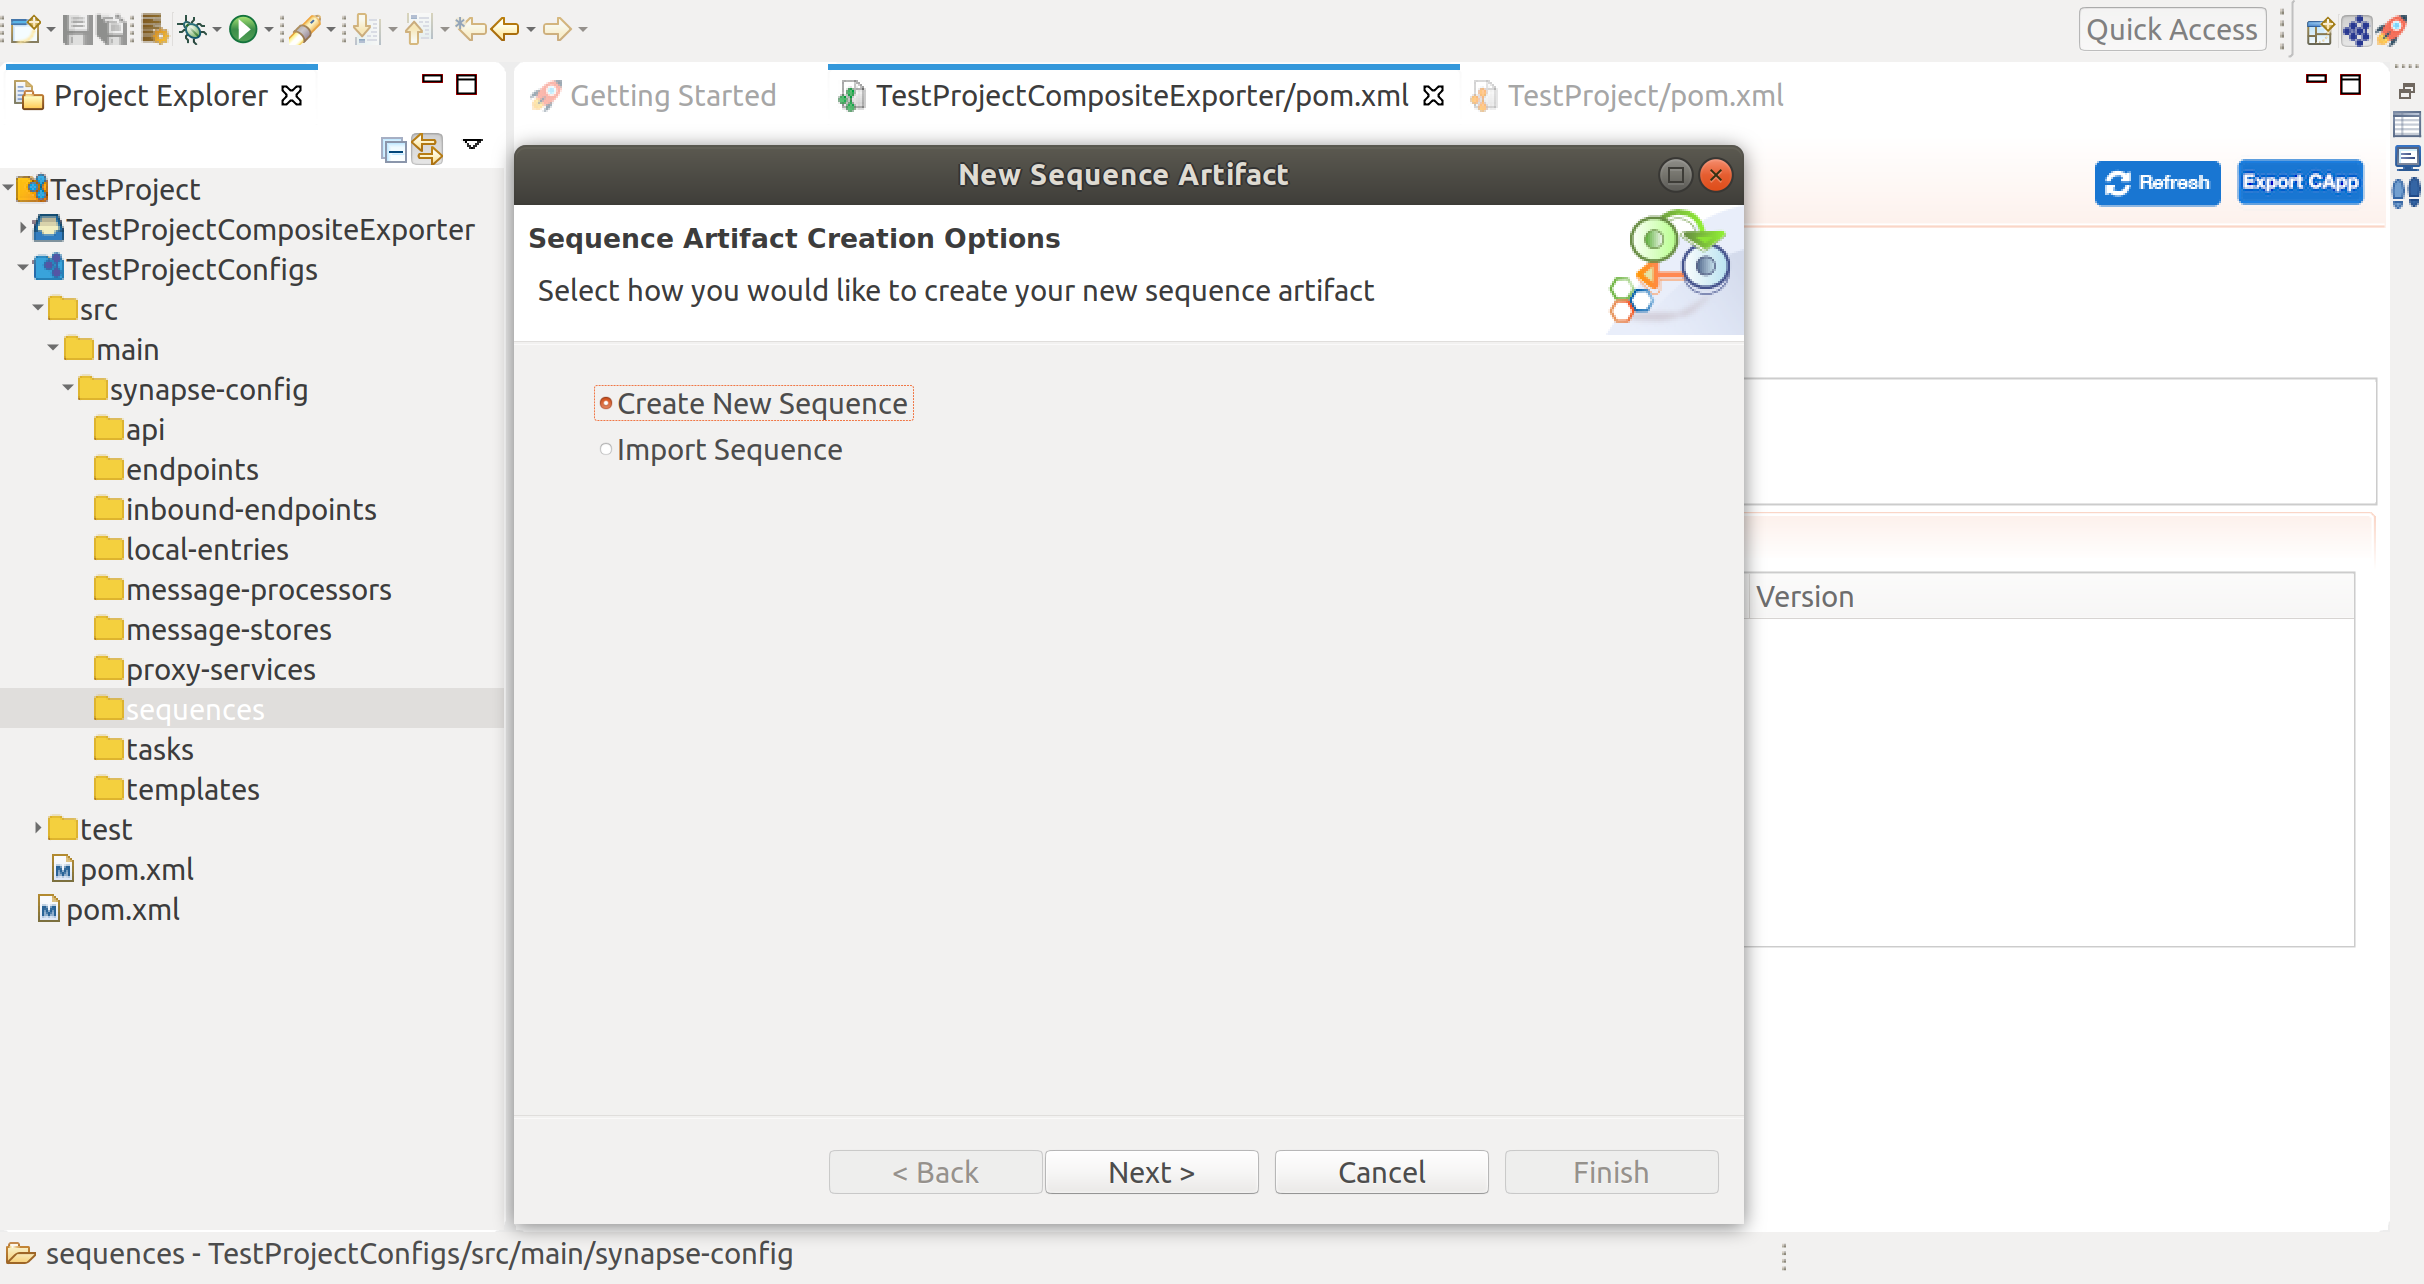 Quick Access
Project Explorer
Getting Started
TestProjectCompositeExporter/pom.xml
TestProject/pom.xml
Refresh
Export CApp
TestProject
TestProjectCompositeExporter
TestProjectConfigs
src
main
synapse-config
api
endpoints
inbound-endpoints
local-entries
message-processors
message-stores
proxy-services
sequences
tasks
templates
test
pom.xml
pom.xml
New Sequence Artifact
Sequence Artifact Creation Options
Select how you would like to create your new sequence artifact
Create New Sequence
Import Sequence
Version
< Back
Next >
Cancel
Finish
sequences - TestProjectConfigs/src/main/synapse-config